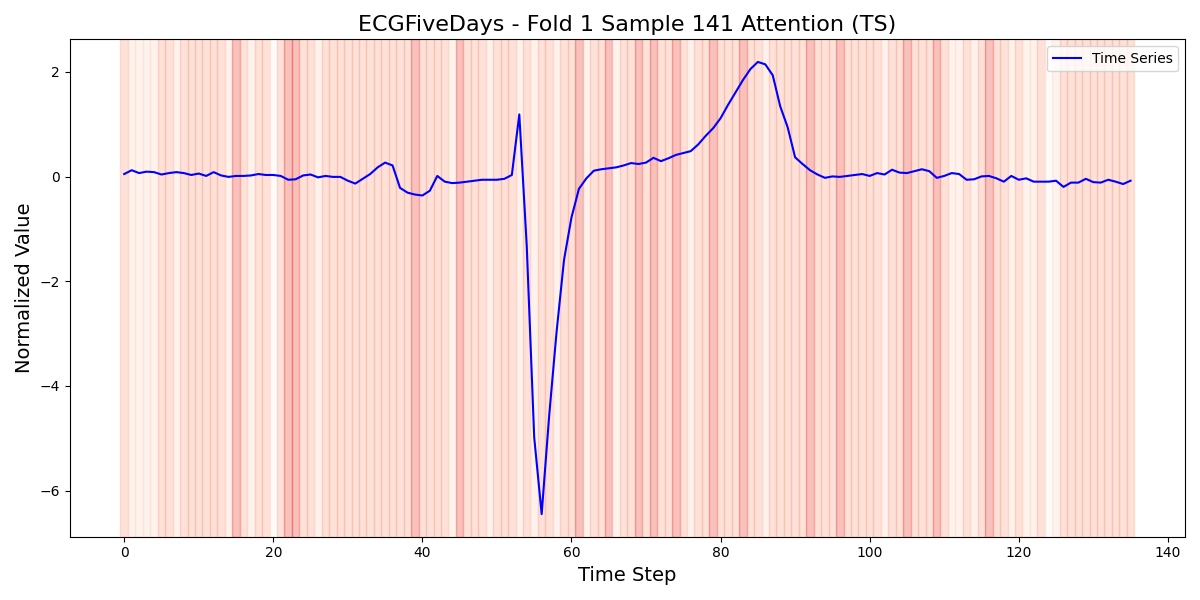 ECGFiveDays - Fold 1 Sample 141 Attention (TS)
Time Series
Normalized Value
2
0
−2
−4
−6
0 20 40 60 80 100 120 140
Time Step